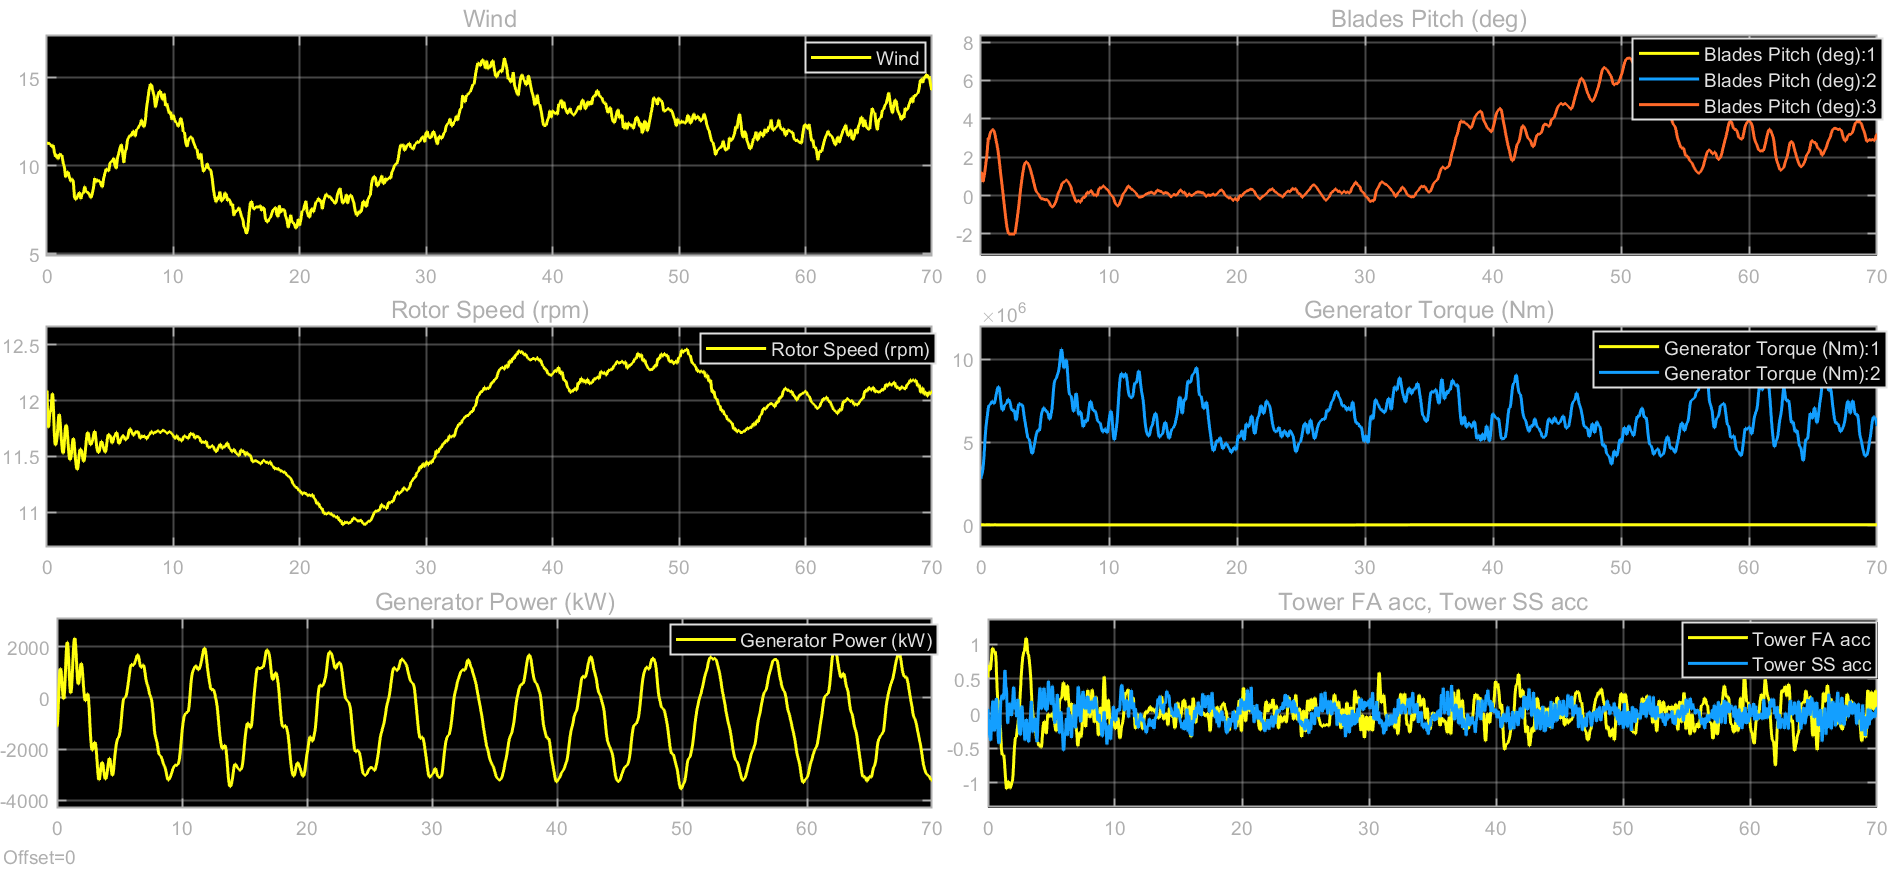 Wind
Wind
15
10
5
0 10 20 30 40 50 60 70
Blades Pitch (deg)
Blades Pitch (deg):1
Blades Pitch (deg):2
Blades Pitch (deg):3
8
6
4
2
0
-2
0 10 20 30 40 50 60 70
Rotor Speed (rpm)
Rotor Speed (rpm)
12.5
12
11.5
11
0 10 20 30 40 50 60 70
Generator Torque (Nm)
×10⁶
Generator Torque (Nm):1
Generator Torque (Nm):2
10
5
0
0 10 20 30 40 50 60 70
Generator Power (kW)
Generator Power (kW)
2000
0
-2000
-4000
0 10 20 30 40 50 60 70
Tower FA acc, Tower SS acc
Tower FA acc
Tower SS acc
1
0.5
0
-0.5
-1
0 10 20 30 40 50 60 70
Offset=0